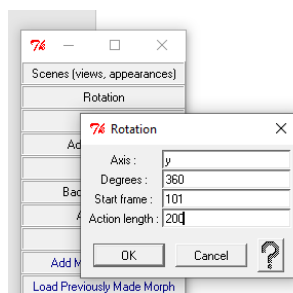 Scenes (views, appearances)
Rotation
Rotation
Axis : y
Degrees : 360
Start frame : 101
Action length : 200
OK Cancel ?
Load Previously Made Morph